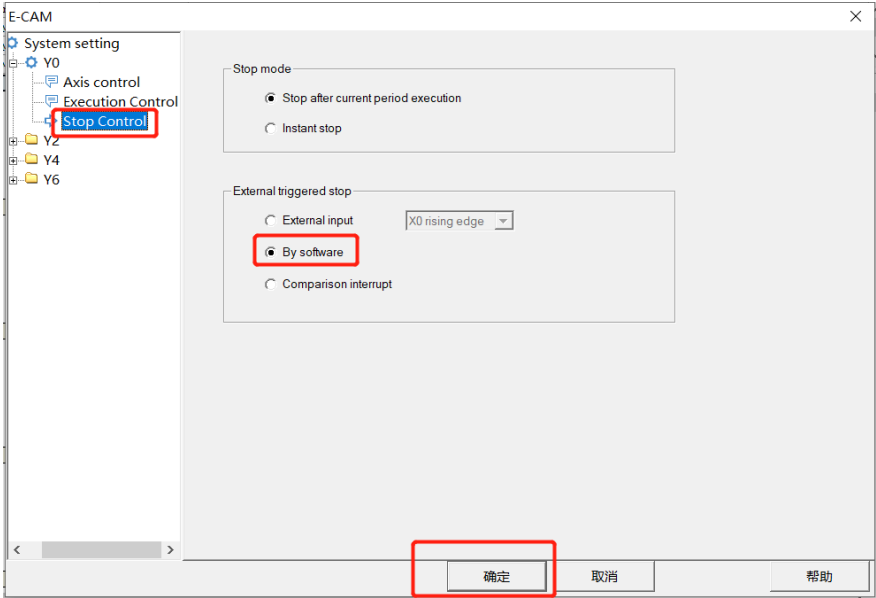 E-CAM
System setting
Y0
Axis control
Execution Control
Stop Control
Y2
Y4
Y6
Stop mode
Stop after current period execution
Instant stop
External triggered stop
External input X0 rising edge
By software
Comparison interrupt
确定 取消 帮助